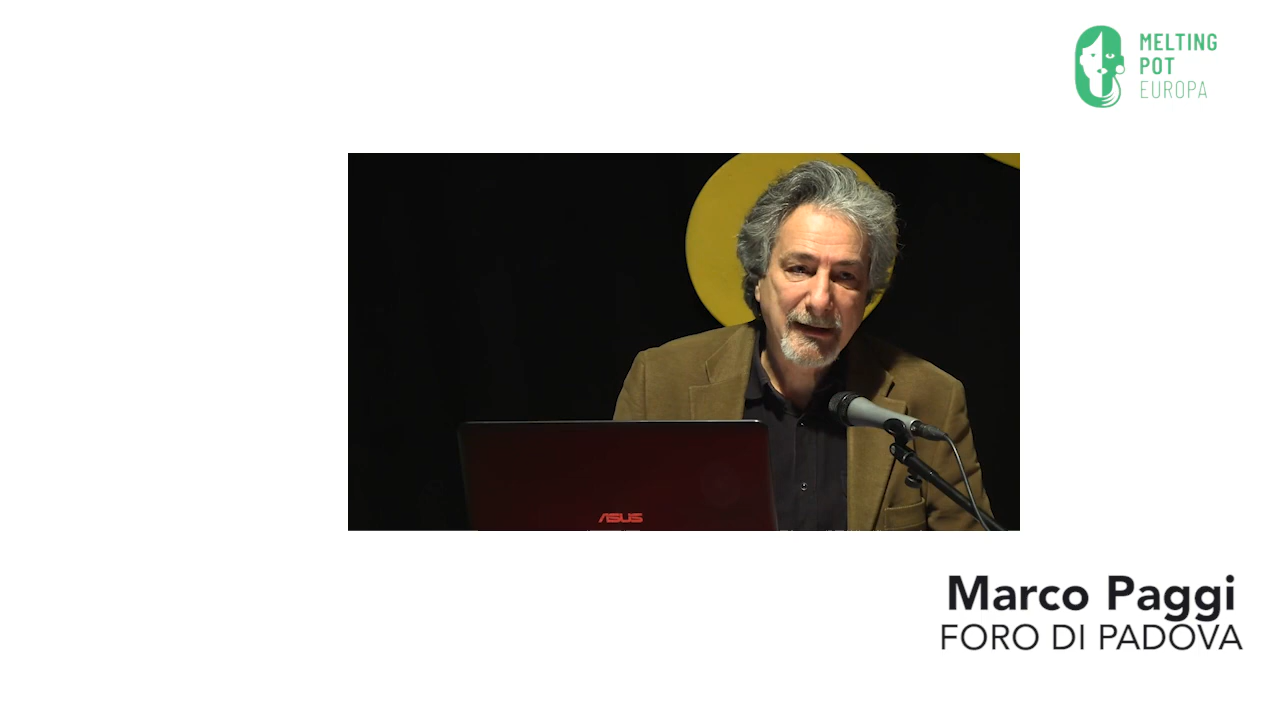 MELTING
POT
EUROPA
ASUS
Marco Paggi
FORO DI PADOVA